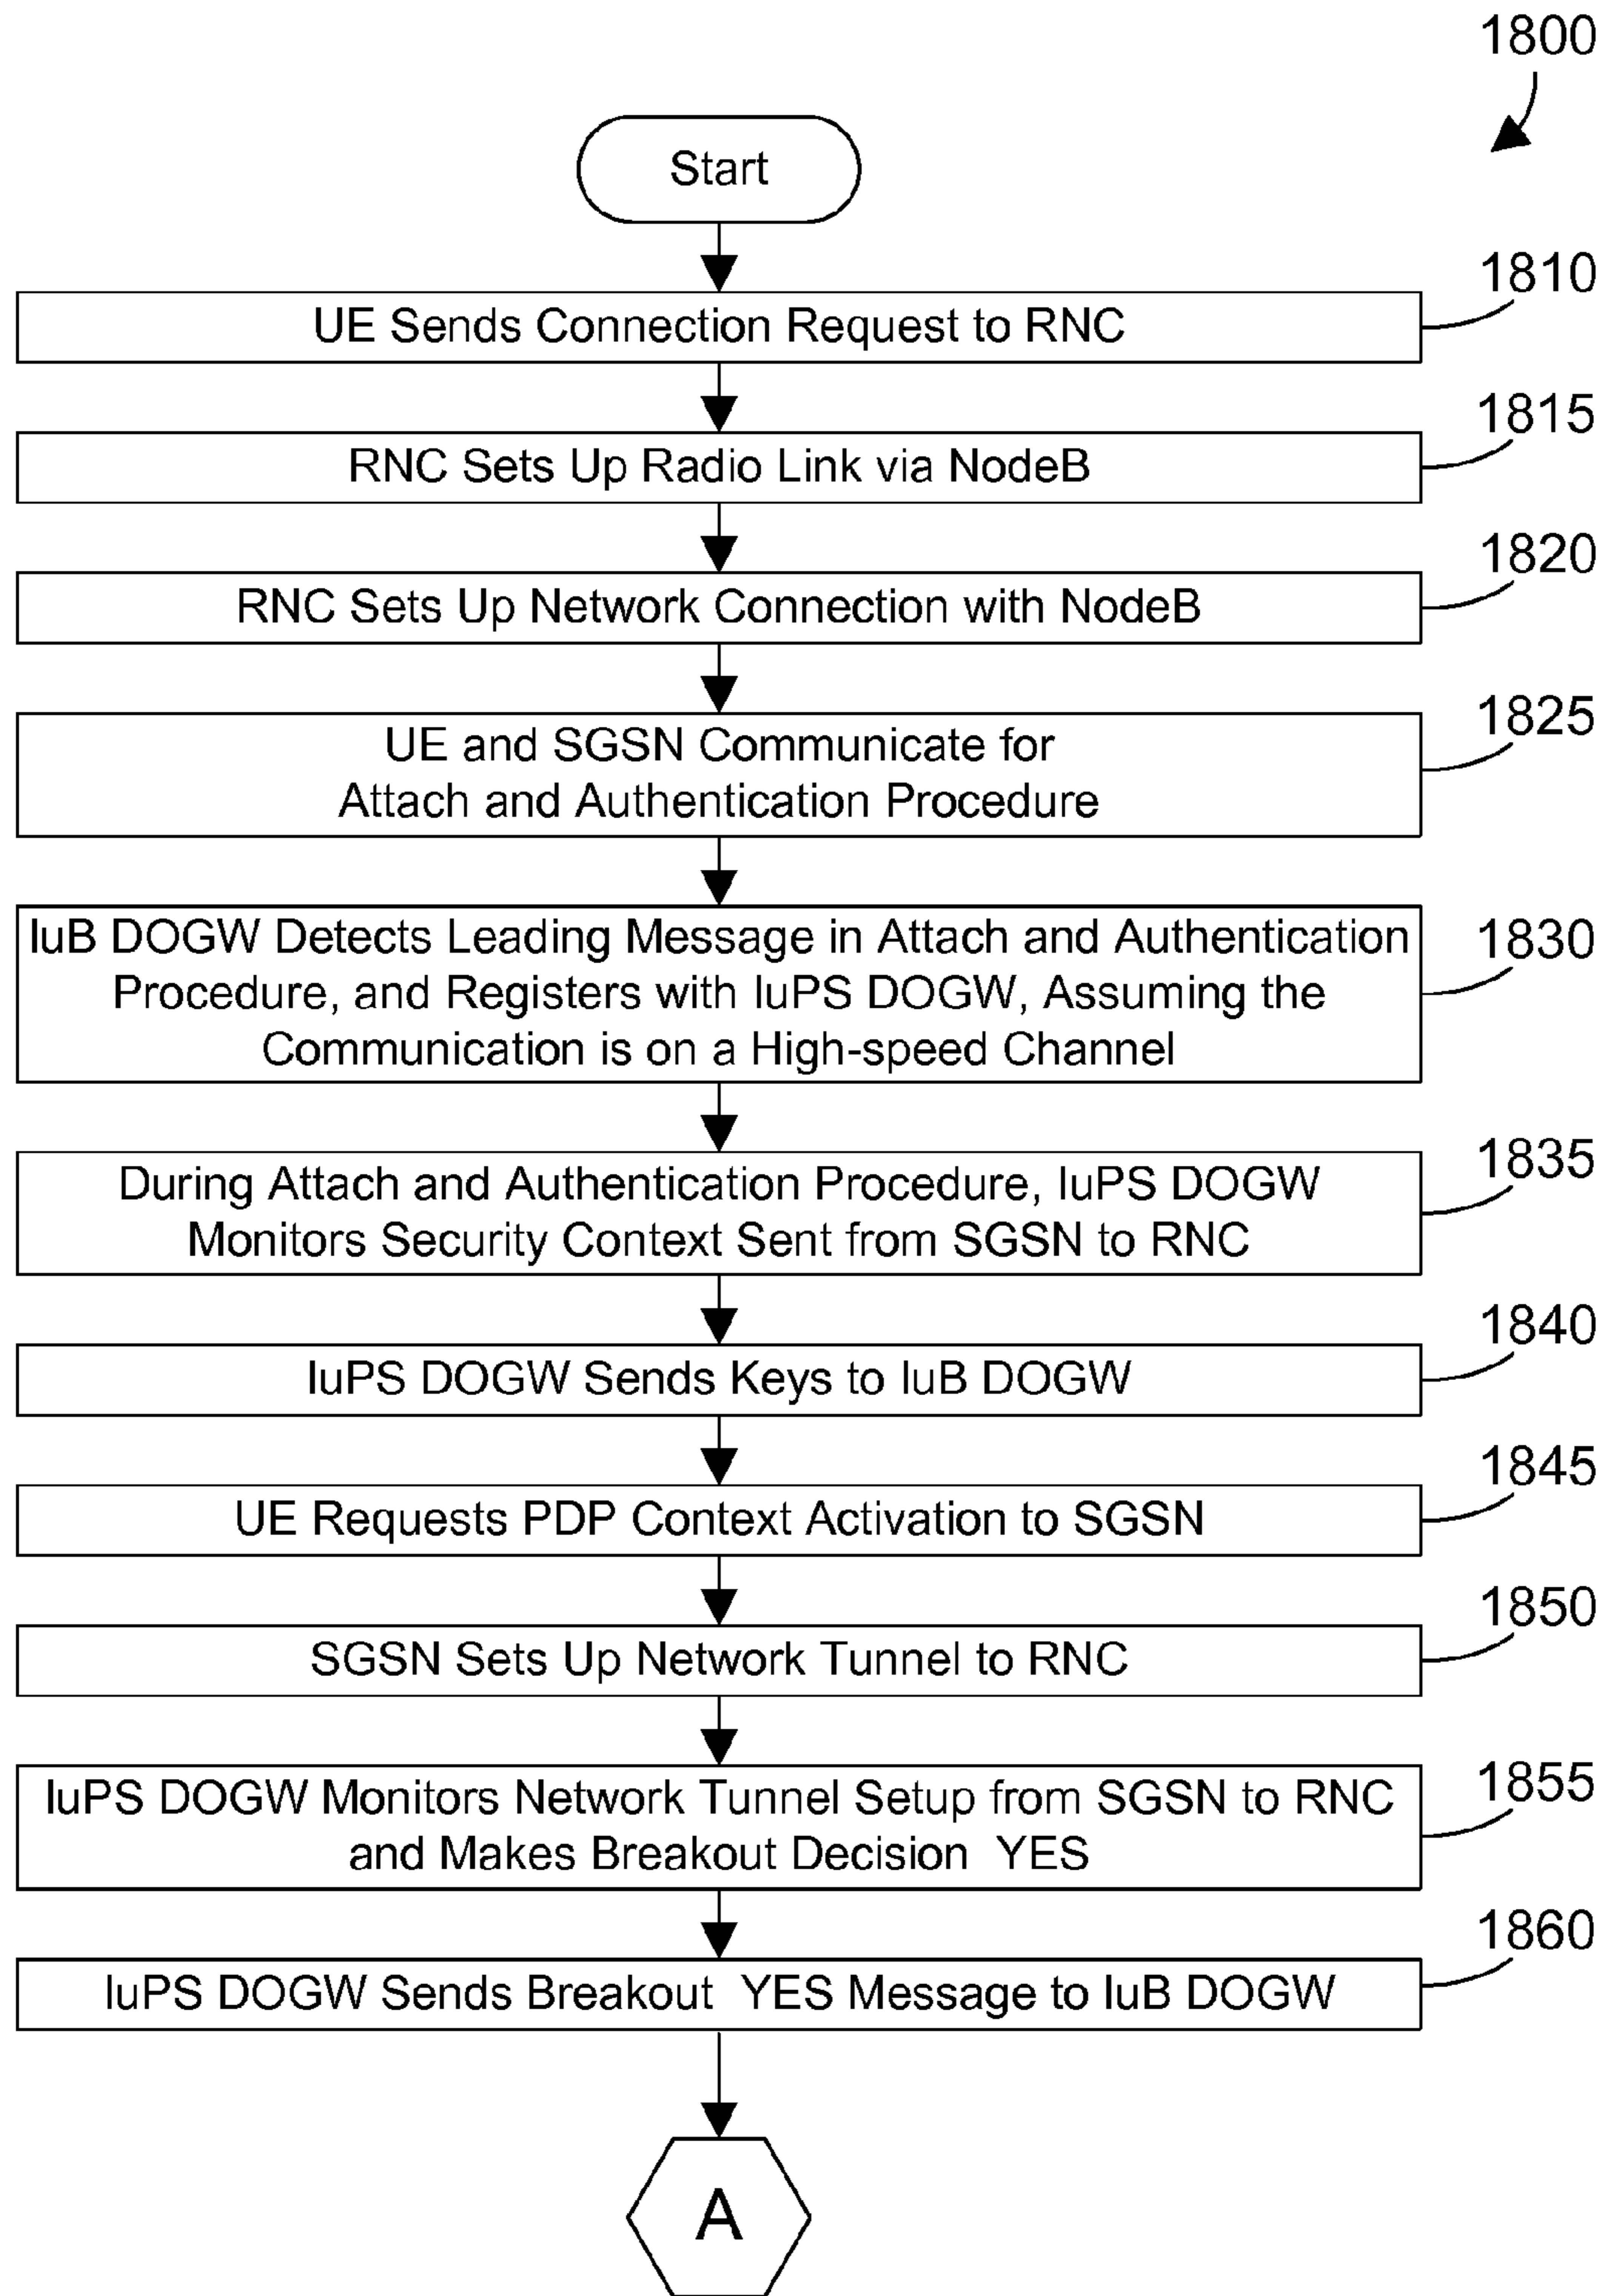 1800
Start
1810
UE Sends Connection Request to RNC
1815
RNC Sets Up Radio Link via NodeB
1820
RNC Sets Up Network Connection with NodeB
1825
UE and SGSN Communicate for
Attach and Authentication Procedure
1830
IuB DOGW Detects Leading Message in Attach and Authentication
Procedure, and Registers with IuPS DOGW, Assuming the
Communication is on a High-speed Channel
1835
During Attach and Authentication Procedure, IuPS DOGW
Monitors Security Context Sent from SGSN to RNC
1840
IuPS DOGW Sends Keys to IuB DOGW
1845
UE Requests PDP Context Activation to SGSN
1850
SGSN Sets Up Network Tunnel to RNC
1855
IuPS DOGW Monitors Network Tunnel Setup from SGSN to RNC
and Makes Breakout Decision YES
1860
IuPS DOGW Sends Breakout YES Message to IuB DOGW
A